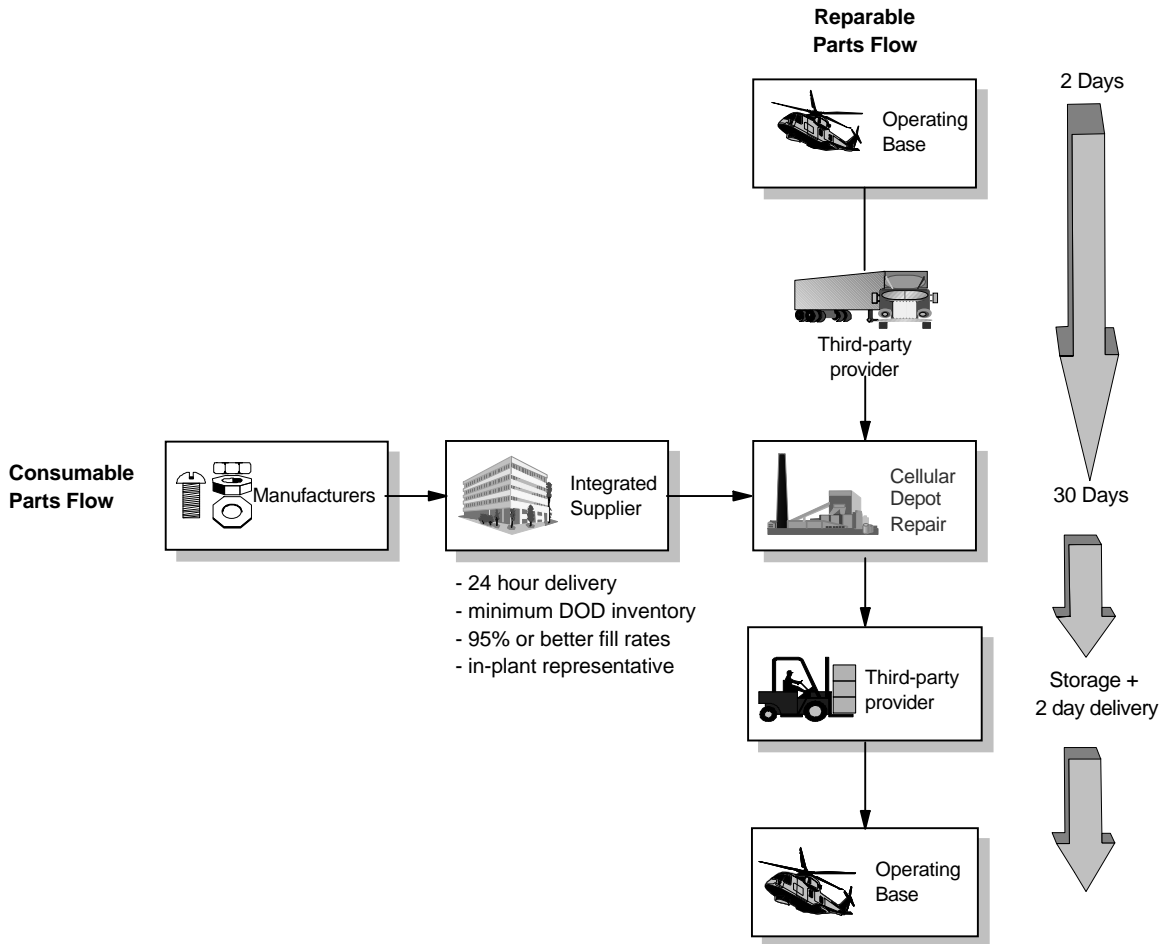 Reparable
Parts Flow
Operating
Base
2 Days
Third-party
provider
Consumable
Parts Flow
Manufacturers
Integrated
Supplier
- 24 hour delivery
- minimum DOD inventory
- 95% or better fill rates
- in-plant representative
Cellular
Depot
Repair
30 Days
Third-party
provider
Storage +
2 day delivery
Operating
Base